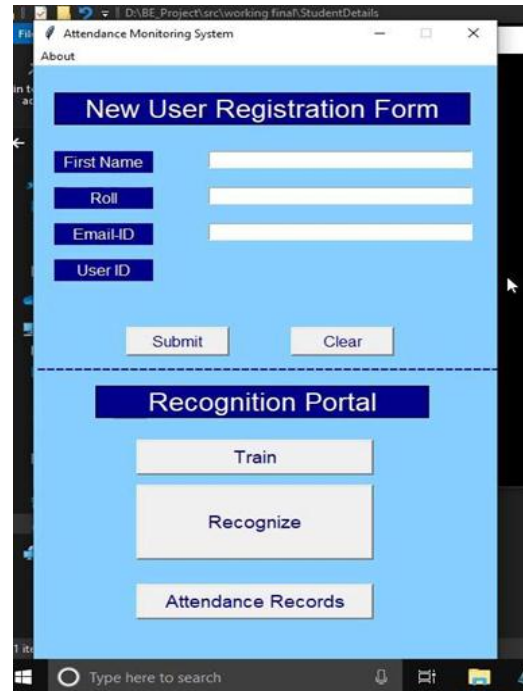 D:\BE_Project\src\working final\StudentDetails
Attendance Monitoring System
About
New User Registration Form
First Name
Roll
Email-ID
User ID
Submit
Clear
Recognition Portal
Train
Recognize
Attendance Records
Type here to search